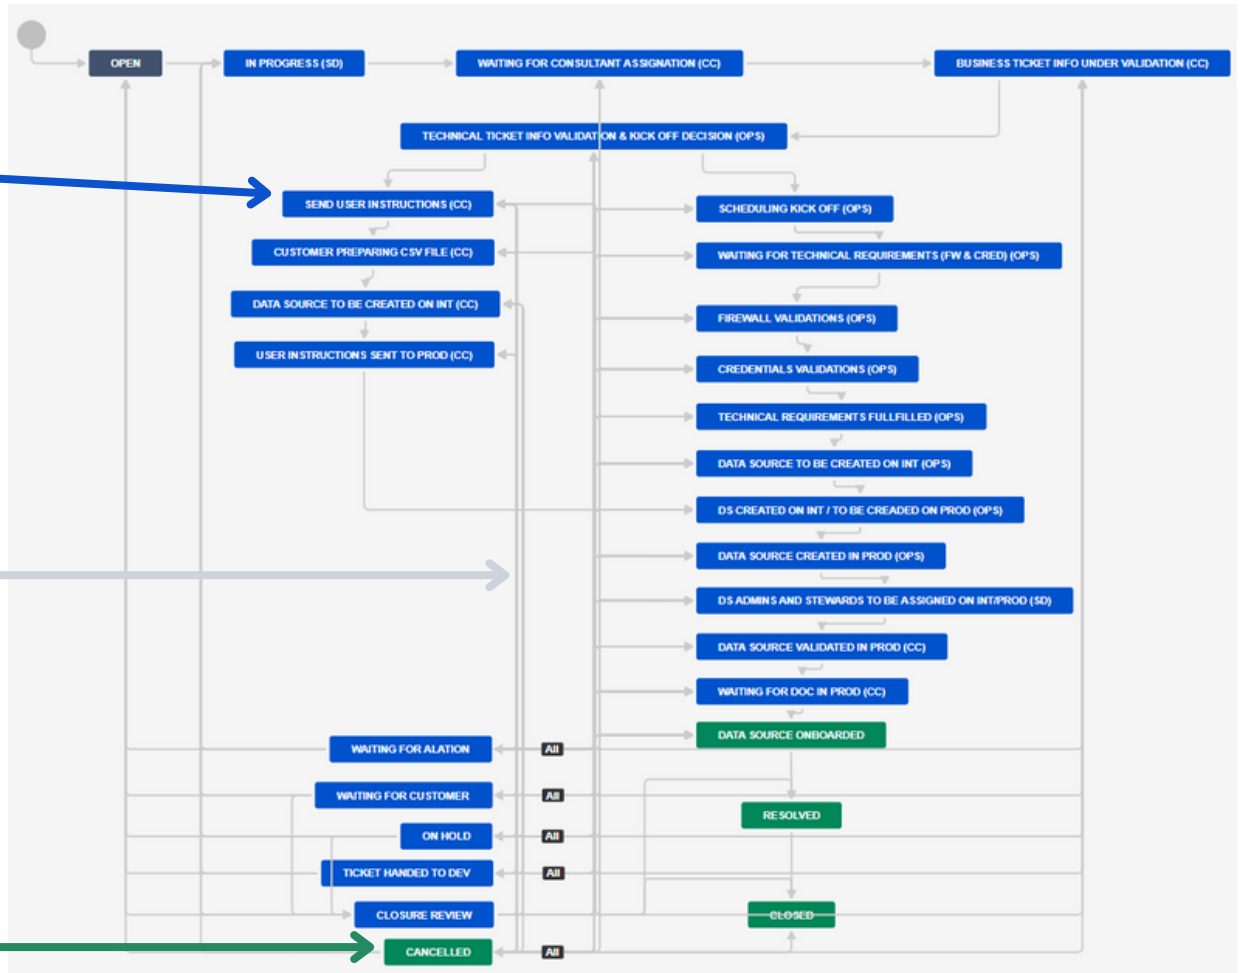 OPEN
IN PROGRESS (SD)
WAITING FOR CONSULTANT ASSIGNATION (CC)
BUSINESS TICKET INFO UNDER VALIDATION (CC)
TECHNICAL TICKET INFO VALIDATION & KICK OFF DECISION (OPS)
SEND USER INSTRUCTIONS (CC)
CUSTOMER PREPARING CSV FILE (CC)
DATA SOURCE TO BE CREATED ON INT (CC)
USER INSTRUCTIONS SENT TO PROD (CC)
SCHEDULING KICK OFF (OPS)
WAITING FOR TECHNICAL REQUIREMENTS (FW & CRED) (OPS)
FIREWALL VALIDATIONS (OPS)
CREDENTIALS VALIDATIONS (OPS)
TECHNICAL REQUIREMENTS FULLFILLED (OPS)
DATA SOURCE TO BE CREATED ON INT (OPS)
DS CREATED ON INT / TO BE CREADED ON PROD (OPS)
DATA SOURCE CREATED IN PROD (OPS)
DS ADMINS AND STEWARDS TO BE ASSIGNED ON INT/PROD (SD)
DATA SOURCE VALIDATED IN PROD (CC)
WAITING FOR DOC IN PROD (CC)
DATA SOURCE ONBOARDED
WAITING FOR ALATION
All
WAITING FOR CUSTOMER
All
RESOLVED
ON HOLD
All
TICKET HANDED TO DEV
All
CLOSURE REVIEW
CLOSED
CANCELLED
All